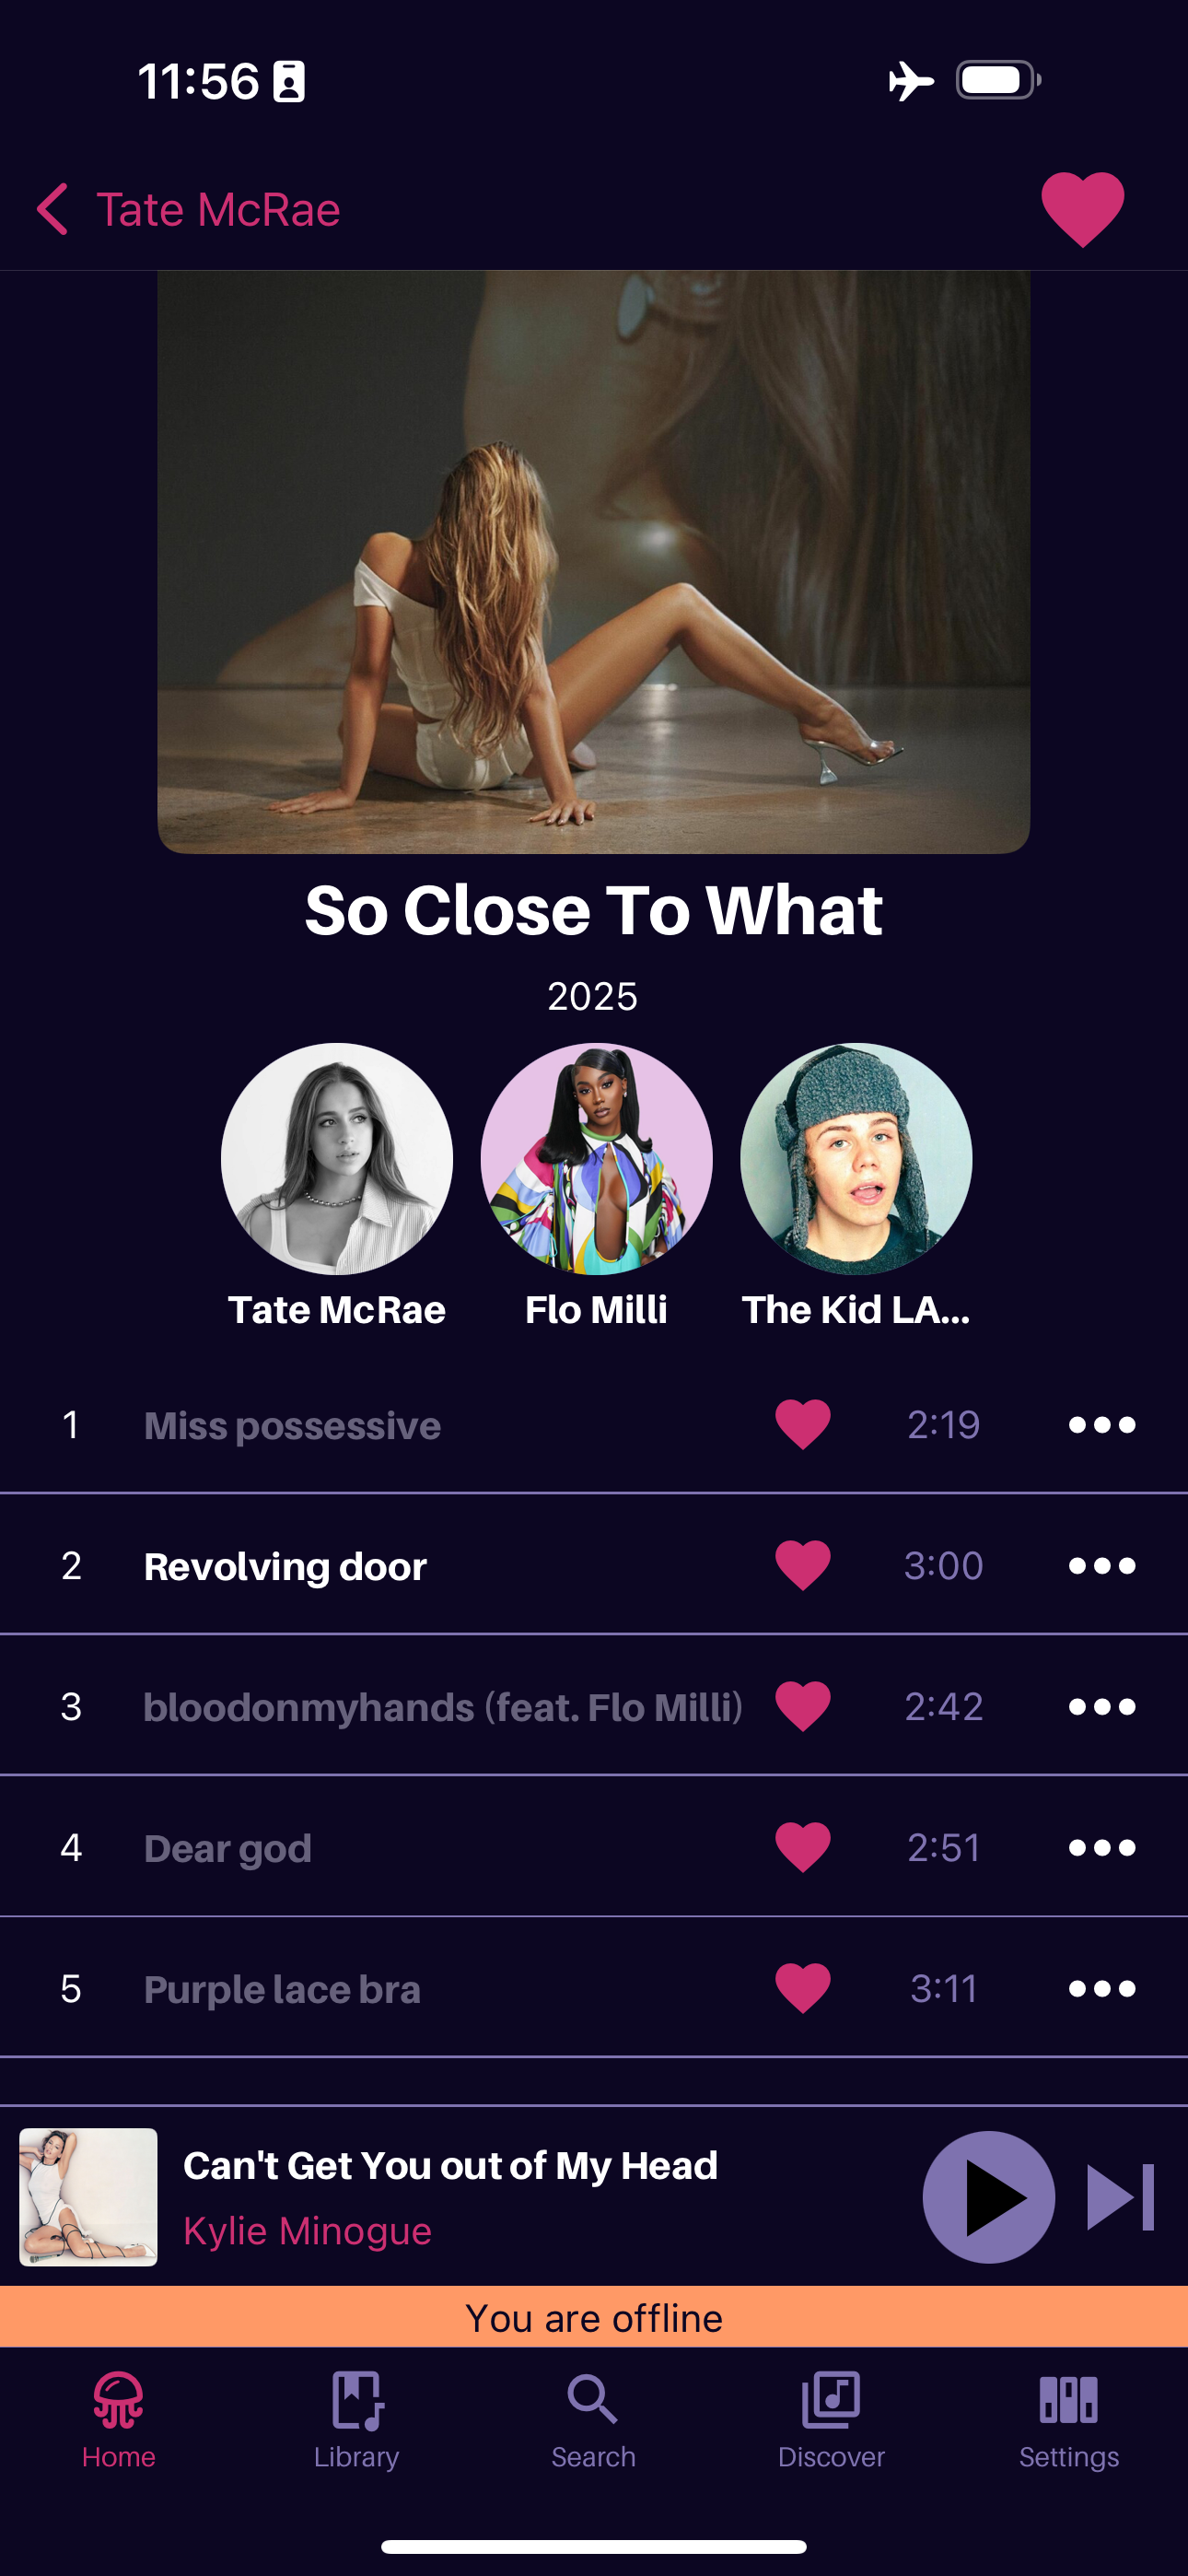 11:56
Tate McRae
So Close To What
2025
Tate McRae Flo Milli The Kid LA...
1 Miss possessive 2:19
2 Revolving door 3:00
3 bloodonmyhands (feat. Flo Milli) 2:42
4 Dear god 2:51
5 Purple lace bra 3:11
Can't Get You out of My Head
Kylie Minogue
You are offline
Home Library Search Discover Settings